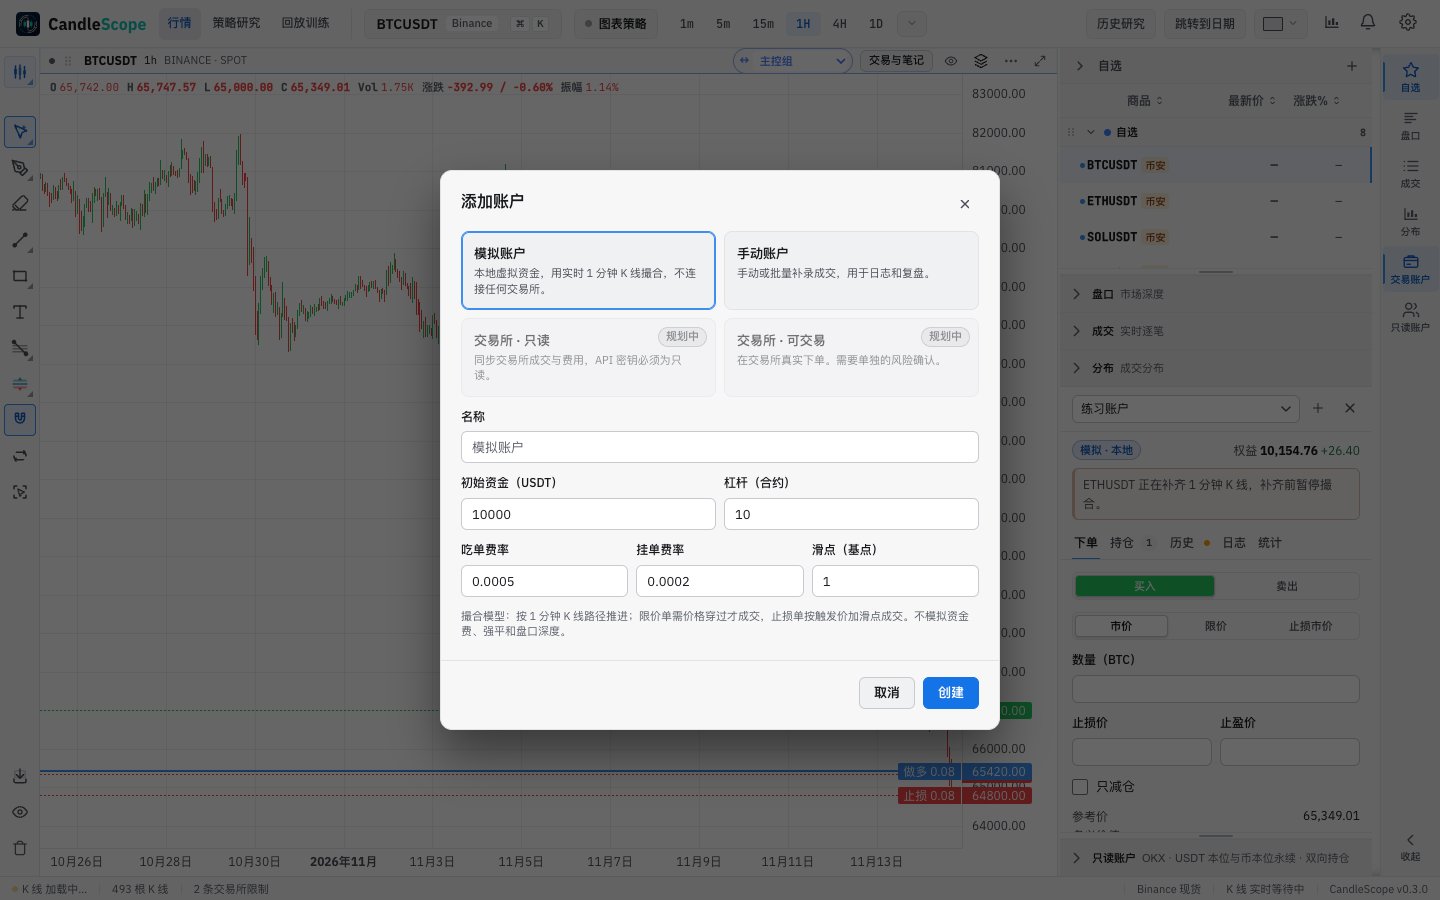 CandleScope 行情 策略研究 回放训练 BTCUSDT Binance ⌘ K 图表策略 1m 5m 15m 1H 4H 1D 历史研究 跳转到日期
BTCUSDT 1h BINANCE · SPOT 主控组 交易与笔记
O 65,742.00 H 65,747.57 L 65,000.00 C 65,349.01 Vol 1.75K 涨跌 -392.99 / -0.60% 振幅 1.14%
83000.00
82000.00
81000.00
66000.00
做多 0.08 65420.00
止损 0.08 64800.00
64000.00
10月26日 10月28日 10月30日 2026年11月 11月3日 11月5日 11月7日 11月9日 11月11日 11月13日
添加账户
模拟账户
本地虚拟资金，用实时 1 分钟 K 线撮合，不连
接任何交易所。
手动账户
手动或批量补录成交，用于日志和复盘。
交易所 · 只读 规划中
同步交易所成交与费用，API 密钥必须为只
读。
交易所 · 可交易 规划中
在交易所真实下单。需要单独的风险确认。
名称
模拟账户
初始资金（USDT） 杠杆（合约）
10000 10
吃单费率 挂单费率 滑点（基点）
0.0005 0.0002 1
撮合模型：按 1 分钟 K 线路径推进；限价单需价格穿过才成交，止损单按触发价加滑点成交。不模拟资金
费、强平和盘口深度。
取消 创建
自选
商品 最新价 涨跌%
自选 8
BTCUSDT 币安 — —
ETHUSDT 币安 — —
SOLUSDT 币安 — —
盘口 市场深度
成交 实时逐笔
分布 成交分布
练习账户
模拟 · 本地 权益 10,154.76 +26.40
ETHUSDT 正在补齐 1 分钟 K 线，补齐前暂停撮
合。
下单 持仓 1 历史 日志 统计
买入 卖出
市价 限价 止损市价
数量（BTC）
止损价 止盈价
只减仓
参考价 65,349.01
只读账户 OKX · USDT 本位与币本位永续 · 双向持仓
自选
盘口
成交
分布
交易账户
只读账户
收起
K 线 加载中... 493 根 K 线 2 条交易所限制 Binance 现货 K 线 实时等待中 CandleScope v0.3.0